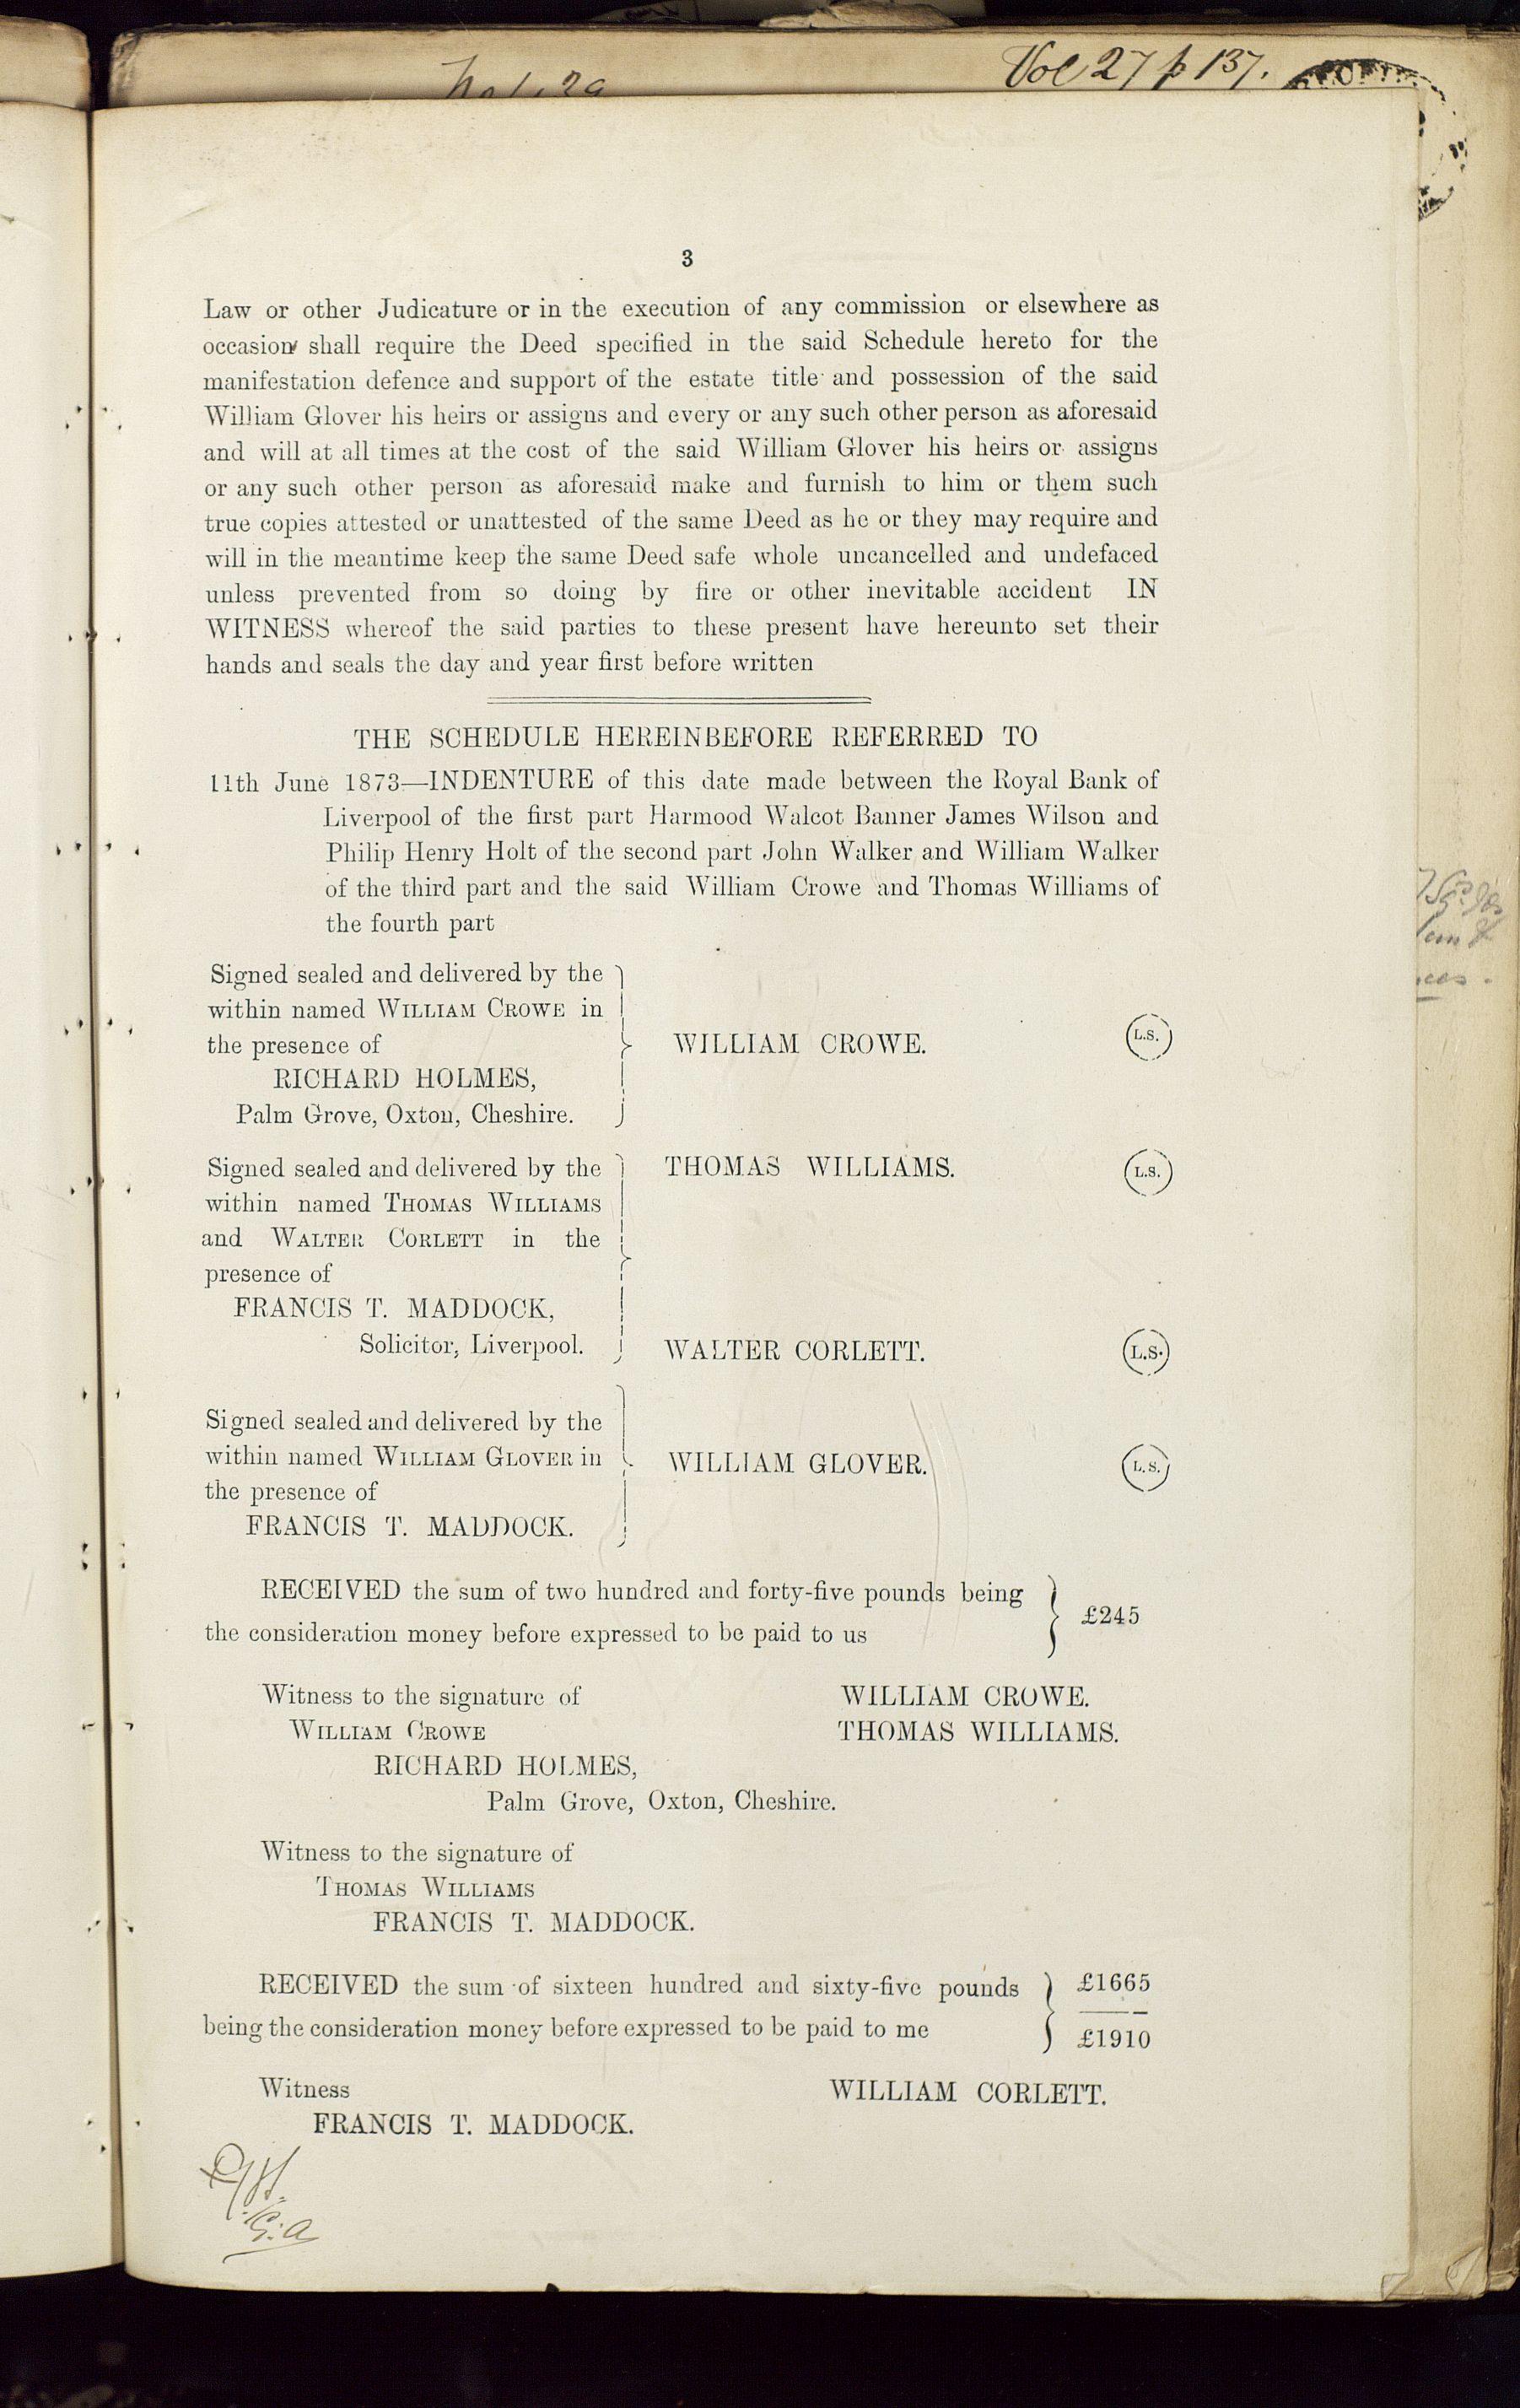 Vol 27 p 137.
3
Law or other Judicature or in the execution of any commission or elsewhere as
occasion shall require the Deed specified in the said Schedule hereto for the
manifestation defence and support of the estate title and possession of the said
William Glover his heirs or assigns and every or any such other person as aforesaid
and will at all times at the cost of the said William Glover his heirs or assigns
or any such other person as aforesaid make and furnish to him or them such
true copies attested or unattested of the same Deed as he or they may require and
will in the meantime keep the same Deed safe whole uncancelled and undefaced
unless prevented from so doing by fire or other inevitable accident IN
WITNESS whereof the said parties to these present have hereunto set their
hands and seals the day and year first before written
THE SCHEDULE HEREINBEFORE REFERRED TO
11th June 1873—INDENTURE of this date made between the Royal Bank of
Liverpool of the first part Harmood Walcot Banner James Wilson and
Philip Henry Holt of the second part John Walker and William Walker
of the third part and the said William Crowe and Thomas Williams of
the fourth part
Signed sealed and delivered by the
within named WILLIAM CROWE in
the presence of
RICHARD HOLMES,
Palm Grove, Oxton, Cheshire.
WILLIAM CROWE.
L.S.
Signed sealed and delivered by the
within named THOMAS WILLIAMS
and WALTER CORLETT in the
presence of
FRANCIS T. MADDOCK,
Solicitor, Liverpool.
THOMAS WILLIAMS.
L.S.
WALTER CORLETT.
L.S.
Signed sealed and delivered by the
within named WILLIAM GLOVER in
the presence of
FRANCIS T. MADDOCK.
WILLIAM GLOVER.
L.S.
RECEIVED the sum of two hundred and forty-five pounds being
the consideration money before expressed to be paid to us
£245
Witness to the signature of
WILLIAM CROWE
RICHARD HOLMES,
Palm Grove, Oxton, Cheshire.
WILLIAM CROWE.
THOMAS WILLIAMS.
Witness to the signature of
THOMAS WILLIAMS
FRANCIS T. MADDOCK.
RECEIVED the sum of sixteen hundred and sixty-five pounds
being the consideration money before expressed to be paid to me
£1665
£1910
Witness
FRANCIS T. MADDOCK.
WILLIAM CORLETT.